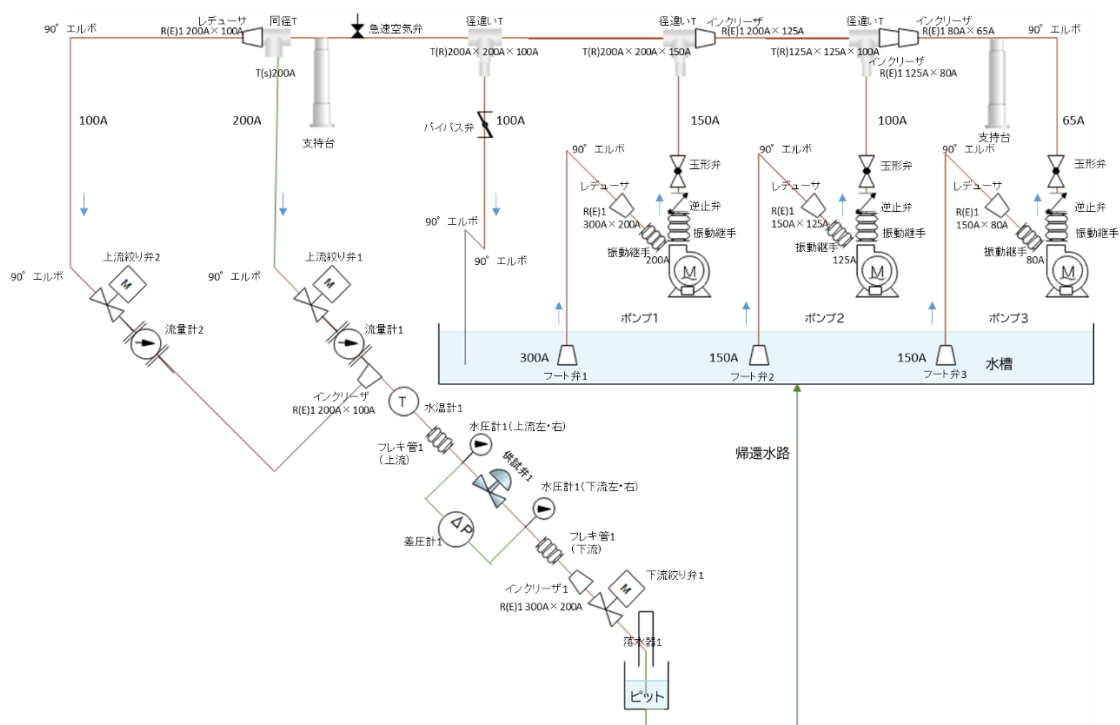 90° エルボ
レデューサ
R(E)1 200A×100A
同径T
急速空気弁
径違いT
径違いT
インクリーザ
R(E)1 200A×125A
径違いT
インクリーザ
R(E)1 80A×65A
90° エルボ
T(s)200A
T(R)200A×200A×100A
T(R)200A×200A×150A
T(R)125A×125A×100A
インクリーザ
R(E)1 125A×80A
100A
200A
支持台
バイパス弁
100A
150A
100A
支持台
65A
90° エルボ
90° エルボ
90° エルボ
玉形弁
玉形弁
玉形弁
レデューサ
R(E)1
300A×200A
逆止弁
振動継手
振動継手
200A
M
レデューサ
R(E)1
150A×125A
逆止弁
振動継手
振動継手
125A
M
レデューサ
R(E)1
150A×80A
逆止弁
振動継手
振動継手
80A
M
90° エルボ
90° エルボ
90° エルボ
上流絞り弁2
M
90° エルボ
上流絞り弁1
M
流量計2
流量計1
ポンプ1
ポンプ2
ポンプ3
300A
フート弁1
150A
フート弁2
150A
フート弁3
水槽
インクリーザ
R(E)1 200A×100A
T
水温計1
フレキ管1
(上流)
水圧計1(上流左・右)
供試弁1
帰還水路
水圧計1(下流左・右)
ΔP
差圧計1
フレキ管1
(下流)
インクリーザ1
R(E)1 300A×200A
M
下流絞り弁1
落水器1
ピット